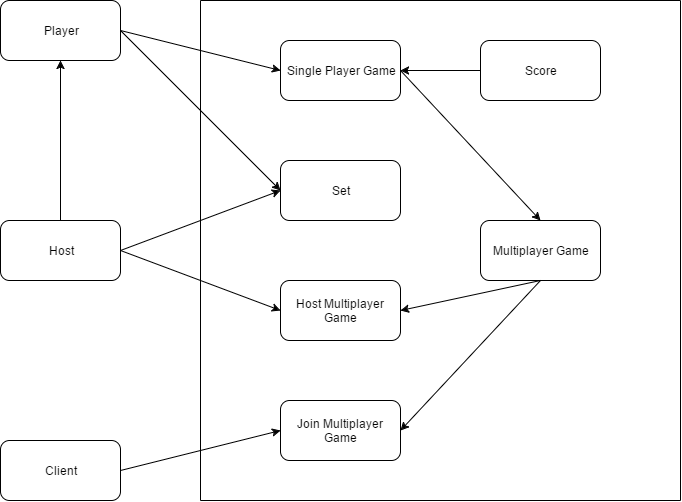 Player
Single Player Game
Score
Set
Host
Multiplayer Game
Host Multiplayer
Game
Join Multiplayer
Game
Client